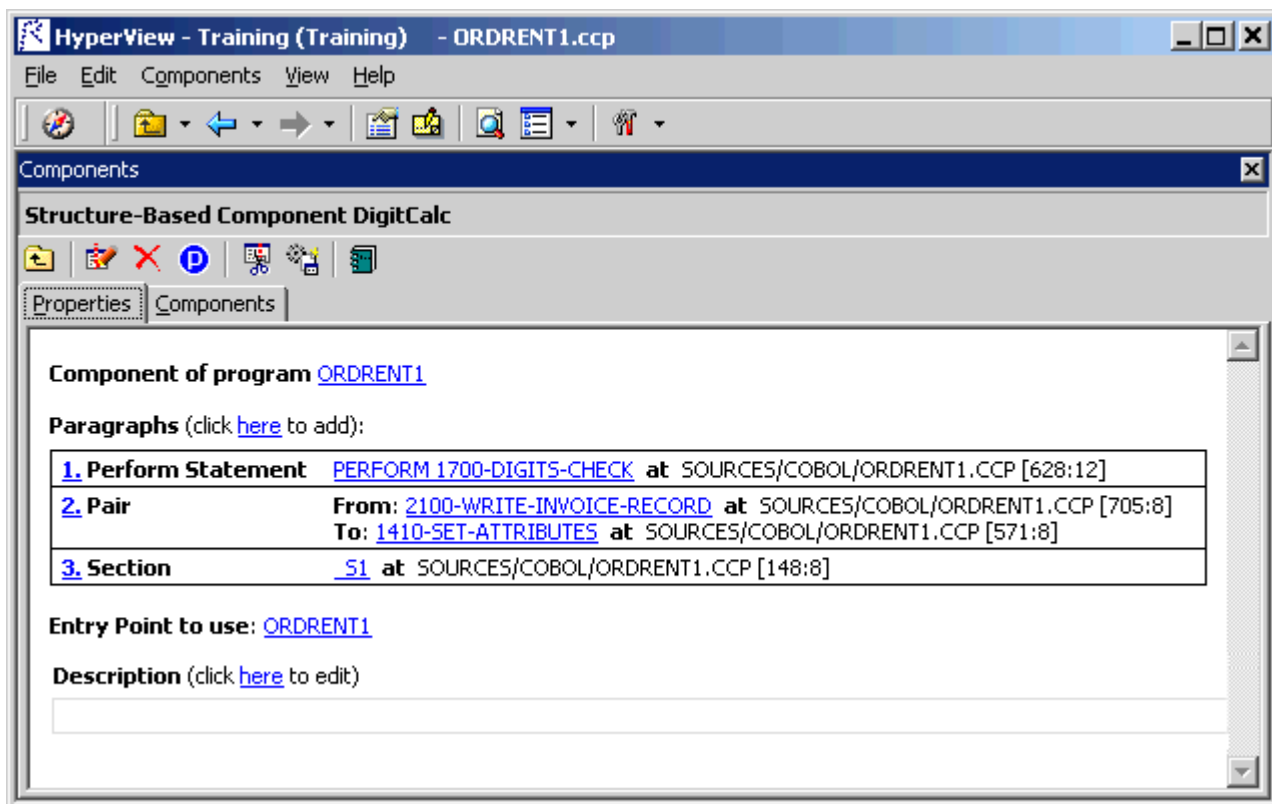 HyperView - Training (Training) - ORDRENT1.ccp
File Edit Components View Help
Components
Structure-Based Component DigitCalc
Properties Components
Component of program ORDRENT1
Paragraphs (click here to add):
1. Perform Statement PERFORM 1700-DIGITS-CHECK at SOURCES/COBOL/ORDRENT1.CCP [628:12]
2. Pair From: 2100-WRITE-INVOICE-RECORD at SOURCES/COBOL/ORDRENT1.CCP [705:8]
To: 1410-SET-ATTRIBUTES at SOURCES/COBOL/ORDRENT1.CCP [571:8]
3. Section _S1 at SOURCES/COBOL/ORDRENT1.CCP [148:8]
Entry Point to use: ORDRENT1
Description (click here to edit)